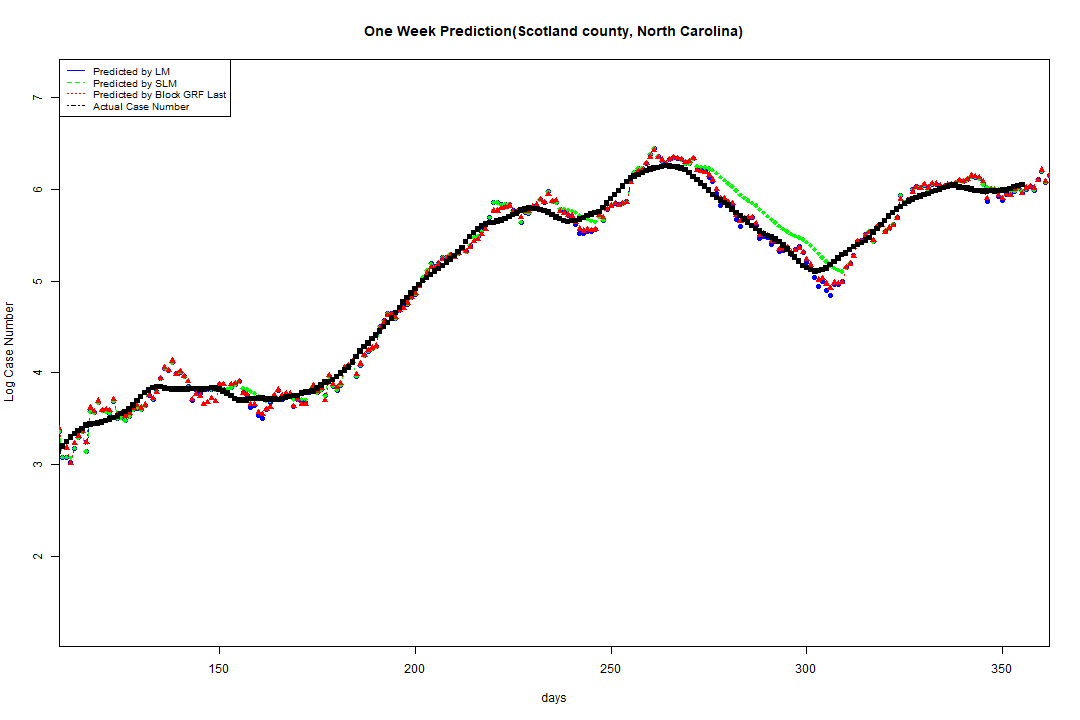 One Week Prediction(Scotland county, North Carolina)
Predicted by LM
Predicted by SLM
Predicted by Block GRF Last
Actual Case Number
7
6
5
4
3
2
Log Case Number
150 200 250 300 350
days